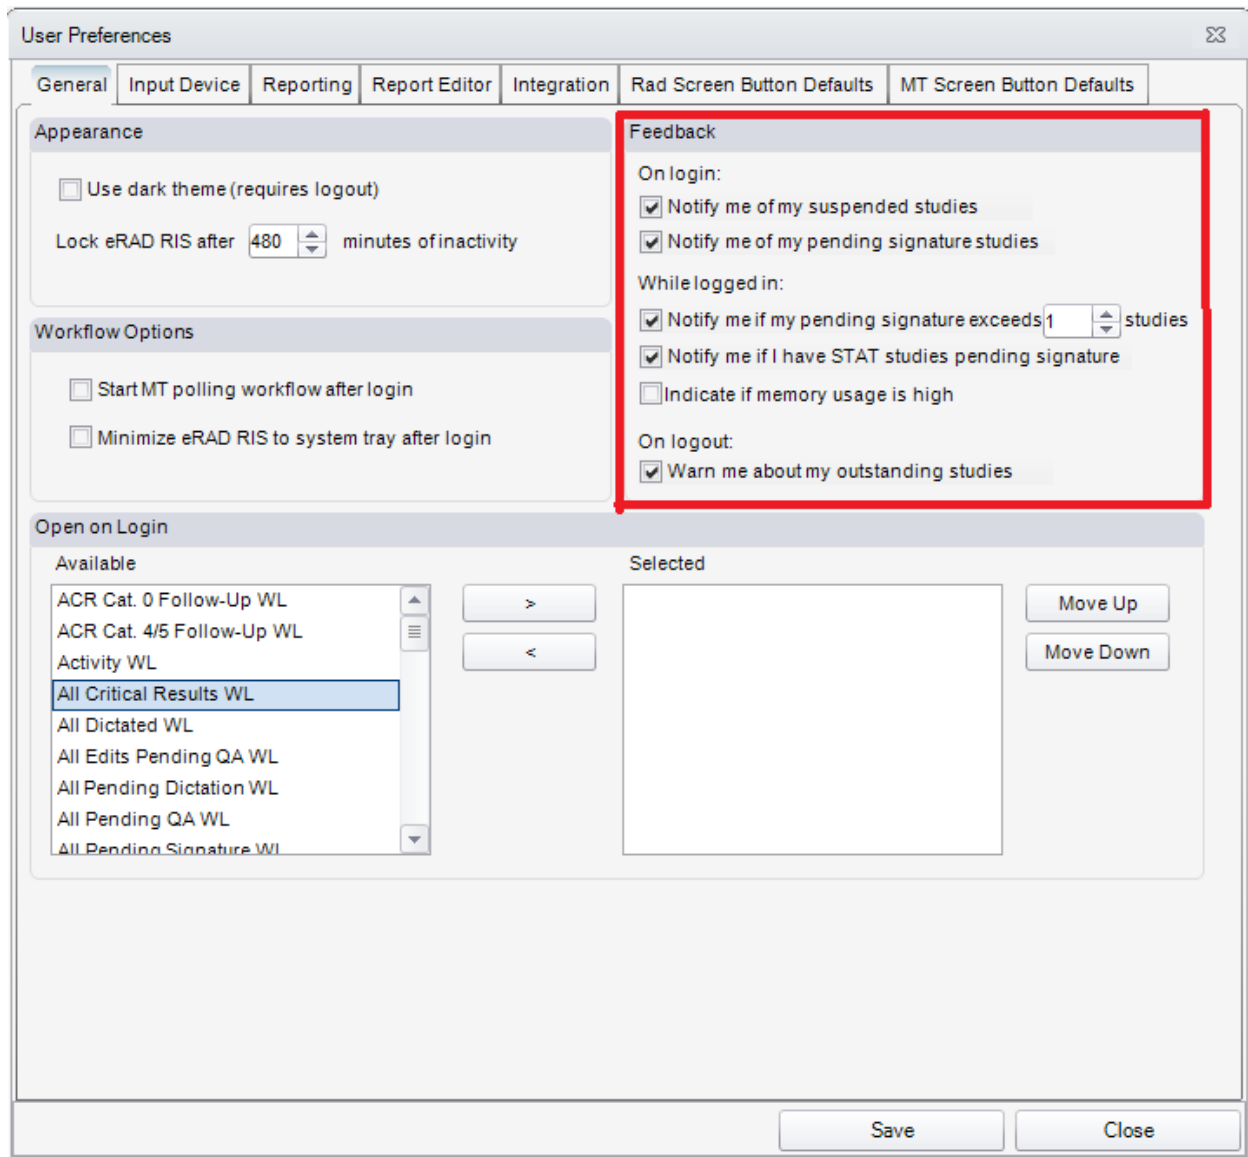 User Preferences
General Input Device Reporting Report Editor Integration Rad Screen Button Defaults MT Screen Button Defaults
Appearance
Use dark theme (requires logout)
Lock eRAD RIS after 480 minutes of inactivity
Workflow Options
Start MT polling workflow after login
Minimize eRAD RIS to system tray after login
Feedback
On login:
Notify me of my suspended studies
Notify me of my pending signature studies
While logged in:
Notify me if my pending signature exceeds 1 studies
Notify me if I have STAT studies pending signature
Indicate if memory usage is high
On logout:
Warn me about my outstanding studies
Open on Login
Available
ACR Cat. 0 Follow-Up WL
ACR Cat. 4/5 Follow-Up WL
Activity WL
All Critical Results WL
All Dictated WL
All Edits Pending QA WL
All Pending Dictation WL
All Pending QA WL
All Pending Signature WL
>
<
Selected
Move Up
Move Down
Save Close